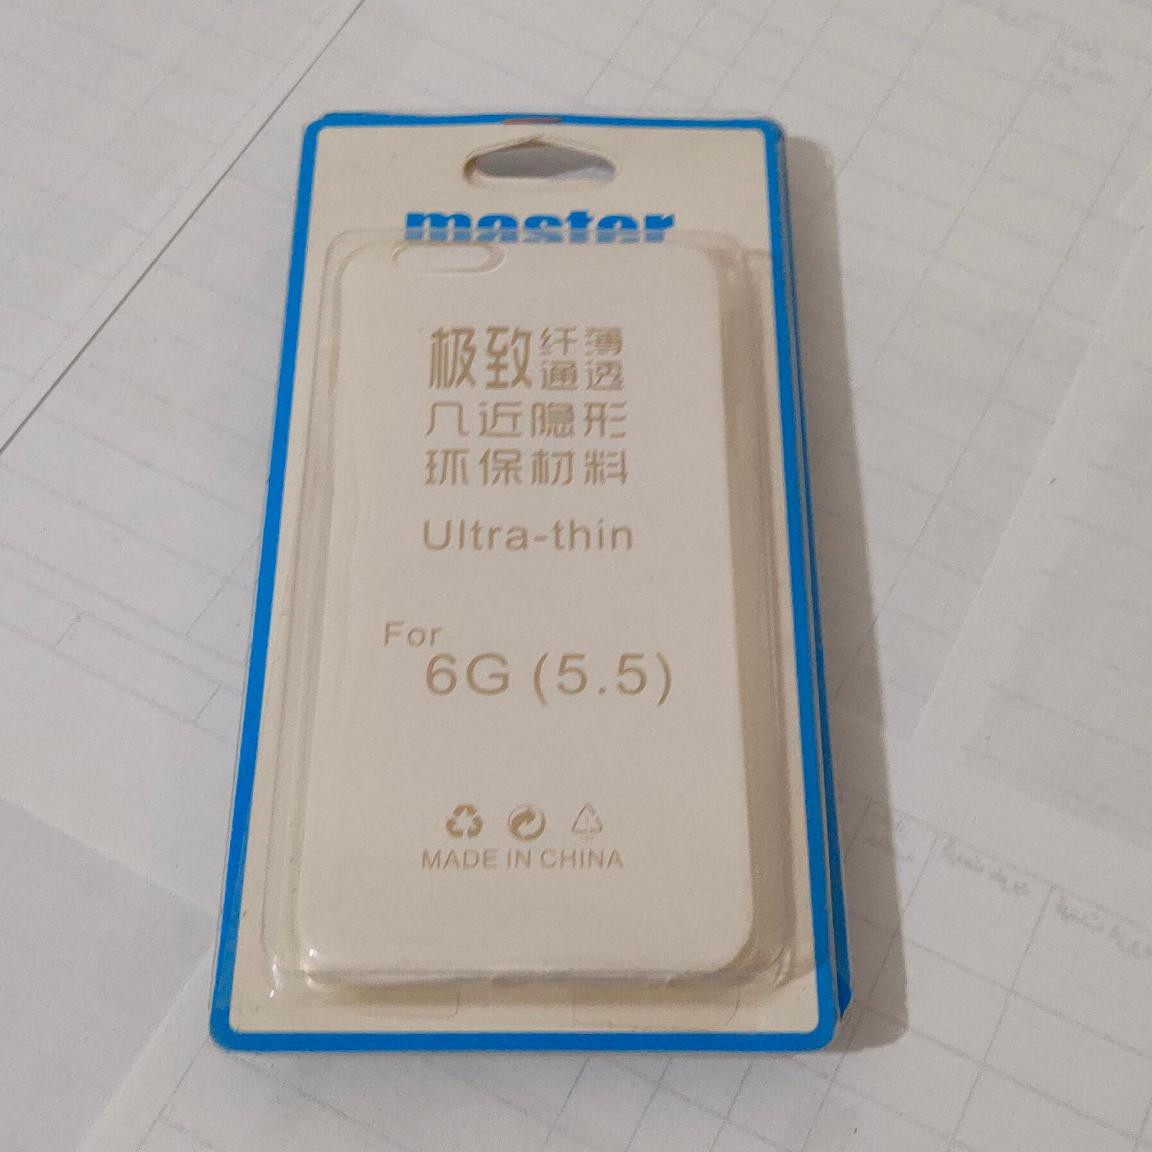 master
极致纤薄
通透
几近隐形
环保材料
Ultra-thin
For
6G (5.5)
MADE IN CHINA